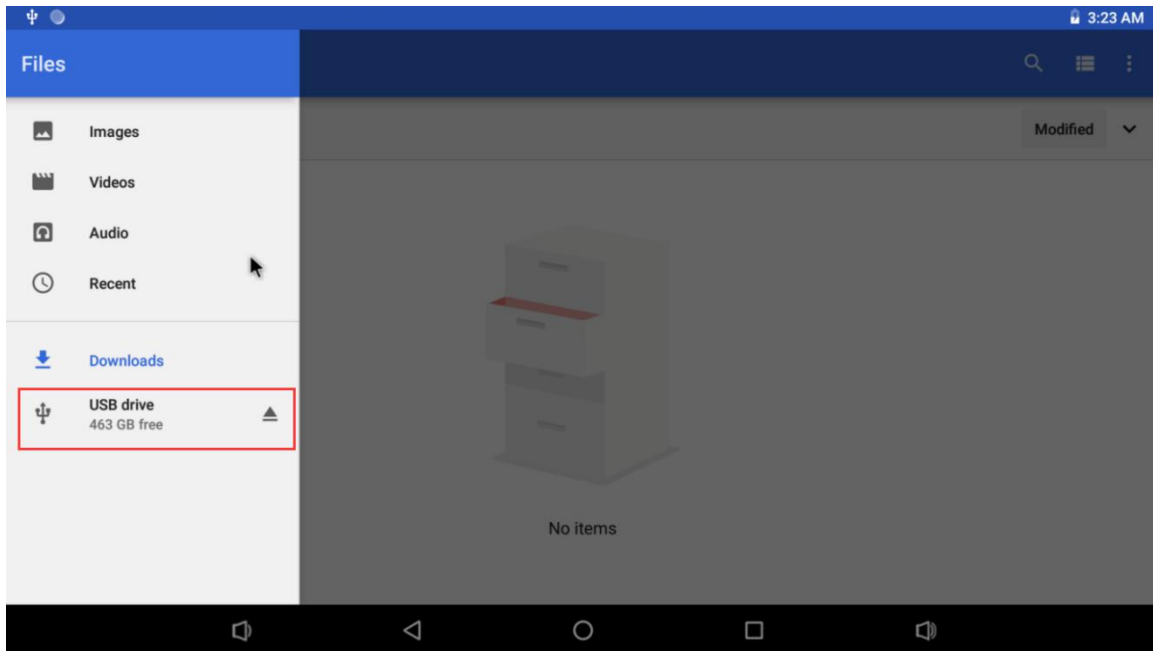 3:23 AM
Files
Images
Modified
Videos
Audio
Recent
Downloads
USB drive
463 GB free
No items